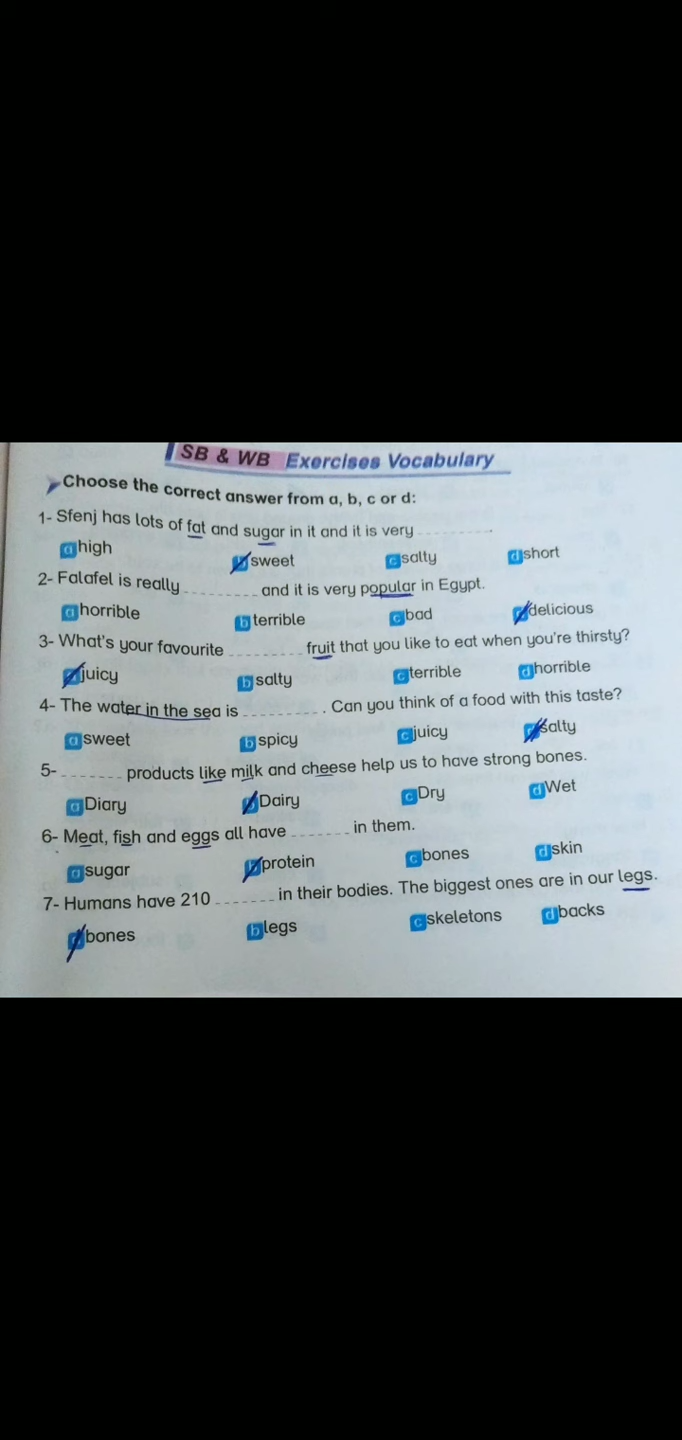 SB & WB Exercises Vocabulary
Choose the correct answer from a, b, c or d:
1- Sfenj has lots of fat and sugar in it and it is very ----------.
a high b sweet c salty d short
2- Falafel is really ---------- and it is very popular in Egypt.
a horrible b terrible c bad d delicious
3- What's your favourite ---------- fruit that you like to eat when you're thirsty?
a juicy b salty c terrible d horrible
4- The water in the sea is ---------- . Can you think of a food with this taste?
a sweet b spicy c juicy d salty
5- ------- products like milk and cheese help us to have strong bones.
a Diary b Dairy c Dry d Wet
6- Meat, fish and eggs all have ------- in them.
a sugar b protein c bones d skin
7- Humans have 210 ------- in their bodies. The biggest ones are in our legs.
a bones b legs c skeletons d backs